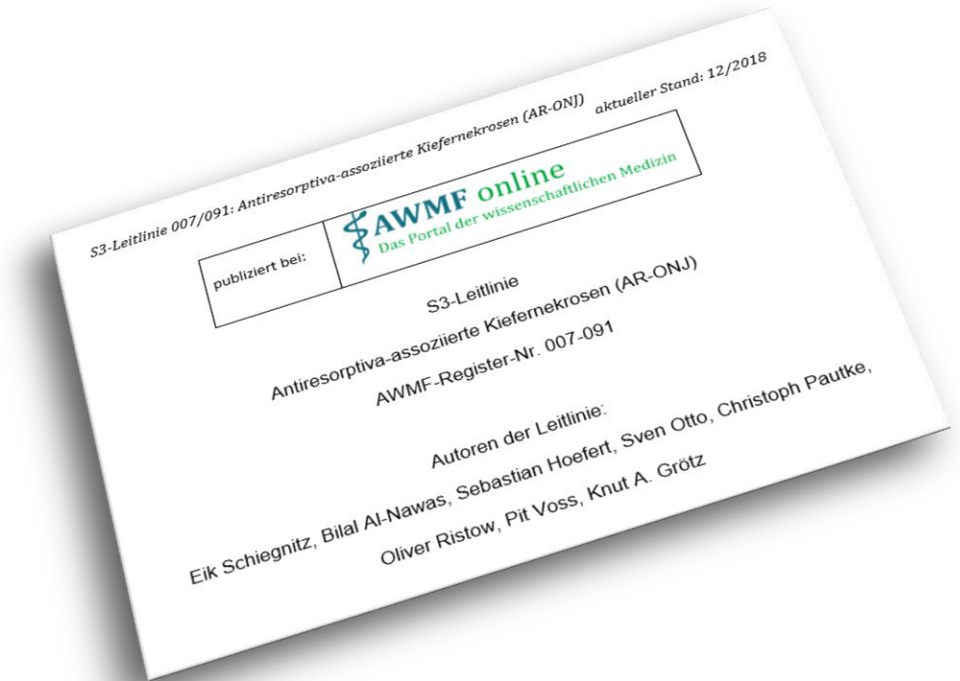 S3-Leitlinie 007/091: Antiresorptiva-assoziierte Kiefernekrosen (AR-ONJ) aktueller Stand: 12/2018
publiziert bei:
AWMF online
Das Portal der wissenschaftlichen Medizin
S3-Leitlinie
Antiresorptiva-assoziierte Kiefernekrosen (AR-ONJ)
AWMF-Register-Nr. 007-091
Autoren der Leitlinie:
Eik Schiegnitz, Bilal Al-Nawas, Sebastian Hoefert, Sven Otto, Christoph Pautke,
Oliver Ristow, Pit Voss, Knut A. Grötz